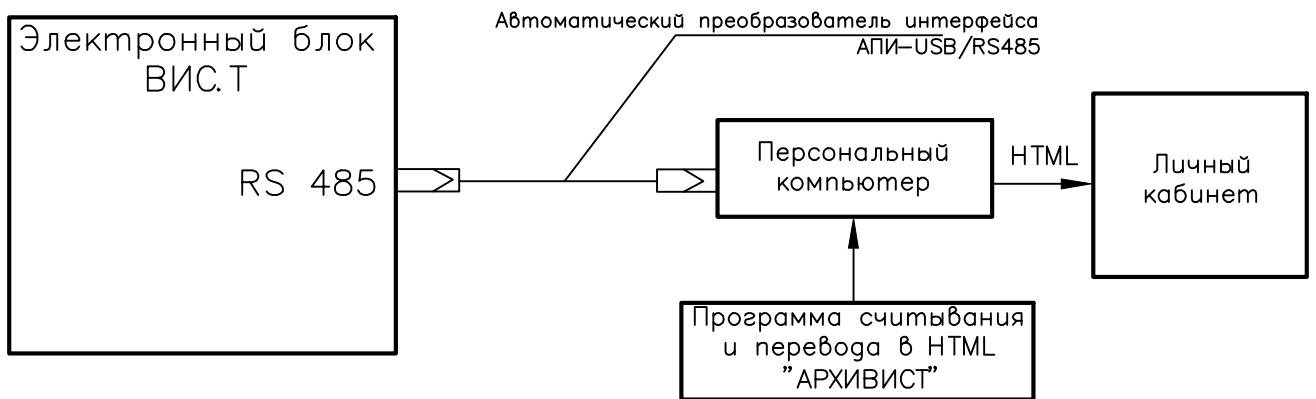 Электронный блок
ВИС.Т
RS 485
Автоматический преобразователь интерфейса
АПИ-USB/RS485
Персональный
компьютер
HTML
Личный
кабинет
Программа считывания
и перевода в HTML
"АРХИВИСТ"